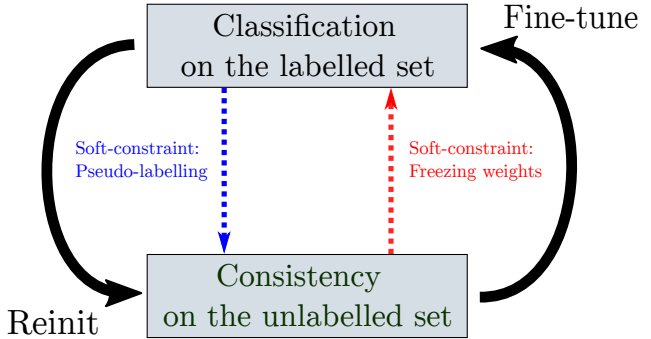 Classification
on the labelled set
Fine-tune
Soft-constraint:
Pseudo-labelling
Soft-constraint:
Freezing weights
Consistency
on the unlabelled set
Reinit